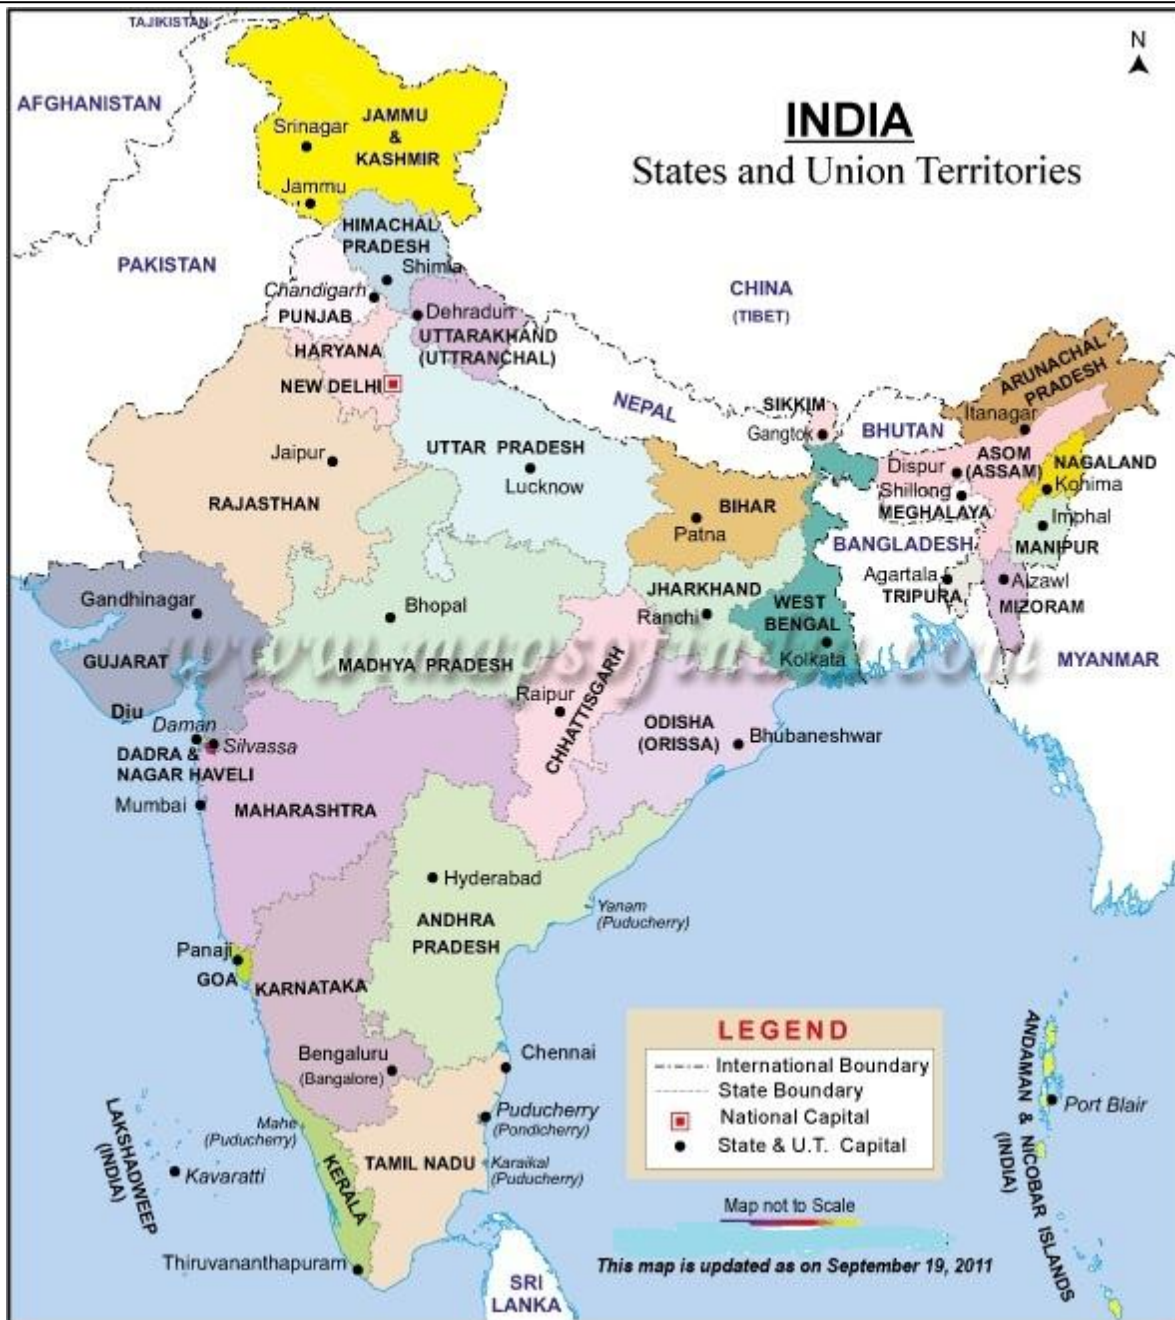 TAJIKISTAN
AFGHANISTAN
N
INDIA
States and Union Territories
JAMMU
&
KASHMIR
Srinagar
Jammu
HIMACHAL
PRADESH
Shimla
PAKISTAN
Chandigarh
PUNJAB
CHINA
(TIBET)
Dehradun
UTTARAKHAND
(UTTRANCHAL)
HARYANA
NEW DELHI
ARUNACHAL
PRADESH
Itanagar
NEPAL
SIKKIM
Gangtok
BHUTAN
UTTAR PRADESH
Lucknow
Jaipur
RAJASTHAN
Dispur
ASOM
(ASSAM)
NAGALAND
Kohima
Shillong
MEGHALAYA
BIHAR
Patna
Imphal
MANIPUR
BANGLADESH
Agartala
TRIPURA
Aizawl
MIZORAM
Gandhinagar
GUJARAT
Bhopal
MADHYA PRADESH
JHARKHAND
Ranchi
WEST
BENGAL
Kolkata
MYANMAR
www.mapsofindia.com
Raipur
CHHATTISGARH
ODISHA
(ORISSA)
Bhubaneshwar
Diu
Daman
Silvassa
DADRA &
NAGAR HAVELI
Mumbai
MAHARASHTRA
Hyderabad
ANDHRA
PRADESH
Yanam
(Puducherry)
Panaji
GOA
KARNATAKA
Bengaluru
(Bangalore)
Chennai
Puducherry
(Pondicherry)
Mahe
(Puducherry)
KERALA
TAMIL NADU
Karaikal
(Puducherry)
LAKSHADWEEP
(INDIA)
Kavaratti
Thiruvananthapuram
SRI
LANKA
LEGEND
International Boundary
State Boundary
National Capital
State & U.T. Capital
Map not to Scale
This map is updated as on September 19, 2011
ANDAMAN & NICOBAR ISLANDS
(INDIA)
Port Blair